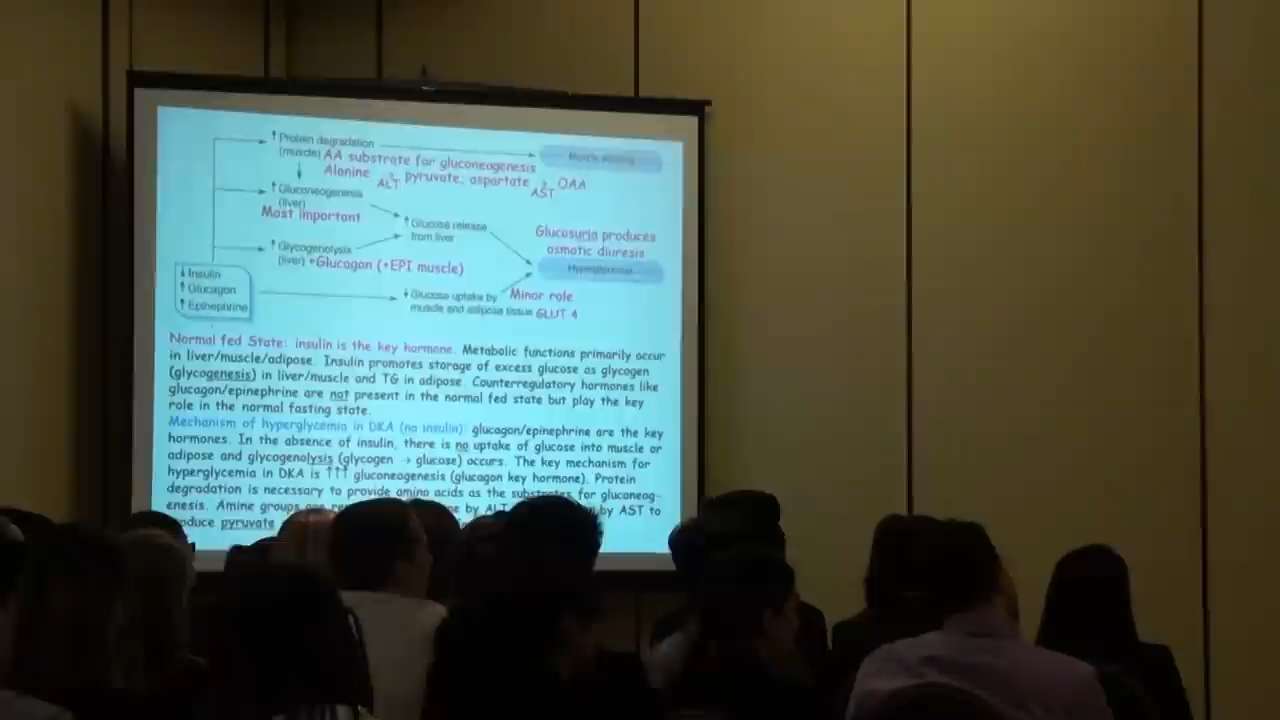 ↑ Protein degradation
(muscle) AA substrate for gluconeogenesis
Muscle wasting
Alanine → ALT pyruvate; aspartate → AST OAA
↑ Gluconeogenesis
(liver)
Most important
↑ Glucose release
from liver
Glucosuria produces
osmotic diuresis
↑ Glycogenolysis
(liver) +Glucagon (+EPI muscle)
Hyperglycemia
↓ Insulin
↑ Glucagon
↑ Epinephrine
↓ Glucose uptake by
muscle and adipose tissue
Minor role
GLUT 4
Normal fed State: insulin is the key hormone. Metabolic functions primarily occur
in liver/muscle/adipose. Insulin promotes storage of excess glucose as glycogen
(glycogenesis) in liver/muscle and TG in adipose. Counterregulatory hormones like
glucagon/epinephrine are not present in the normal fed state but play the key
role in the normal fasting state.
Mechanism of hyperglycemia in DKA (no insulin): glucagon/epinephrine are the key
hormones. In the absence of insulin, there is no uptake of glucose into muscle or
adipose and glycogenolysis (glycogen → glucose) occurs. The key mechanism for
hyperglycemia in DKA is ↑↑↑ gluconeogenesis (glucagon key hormone). Protein
degradation is necessary to provide amino acids as the substrates for gluconeog-
enesis. Amine groups are by ALT by AST to
pyruvate